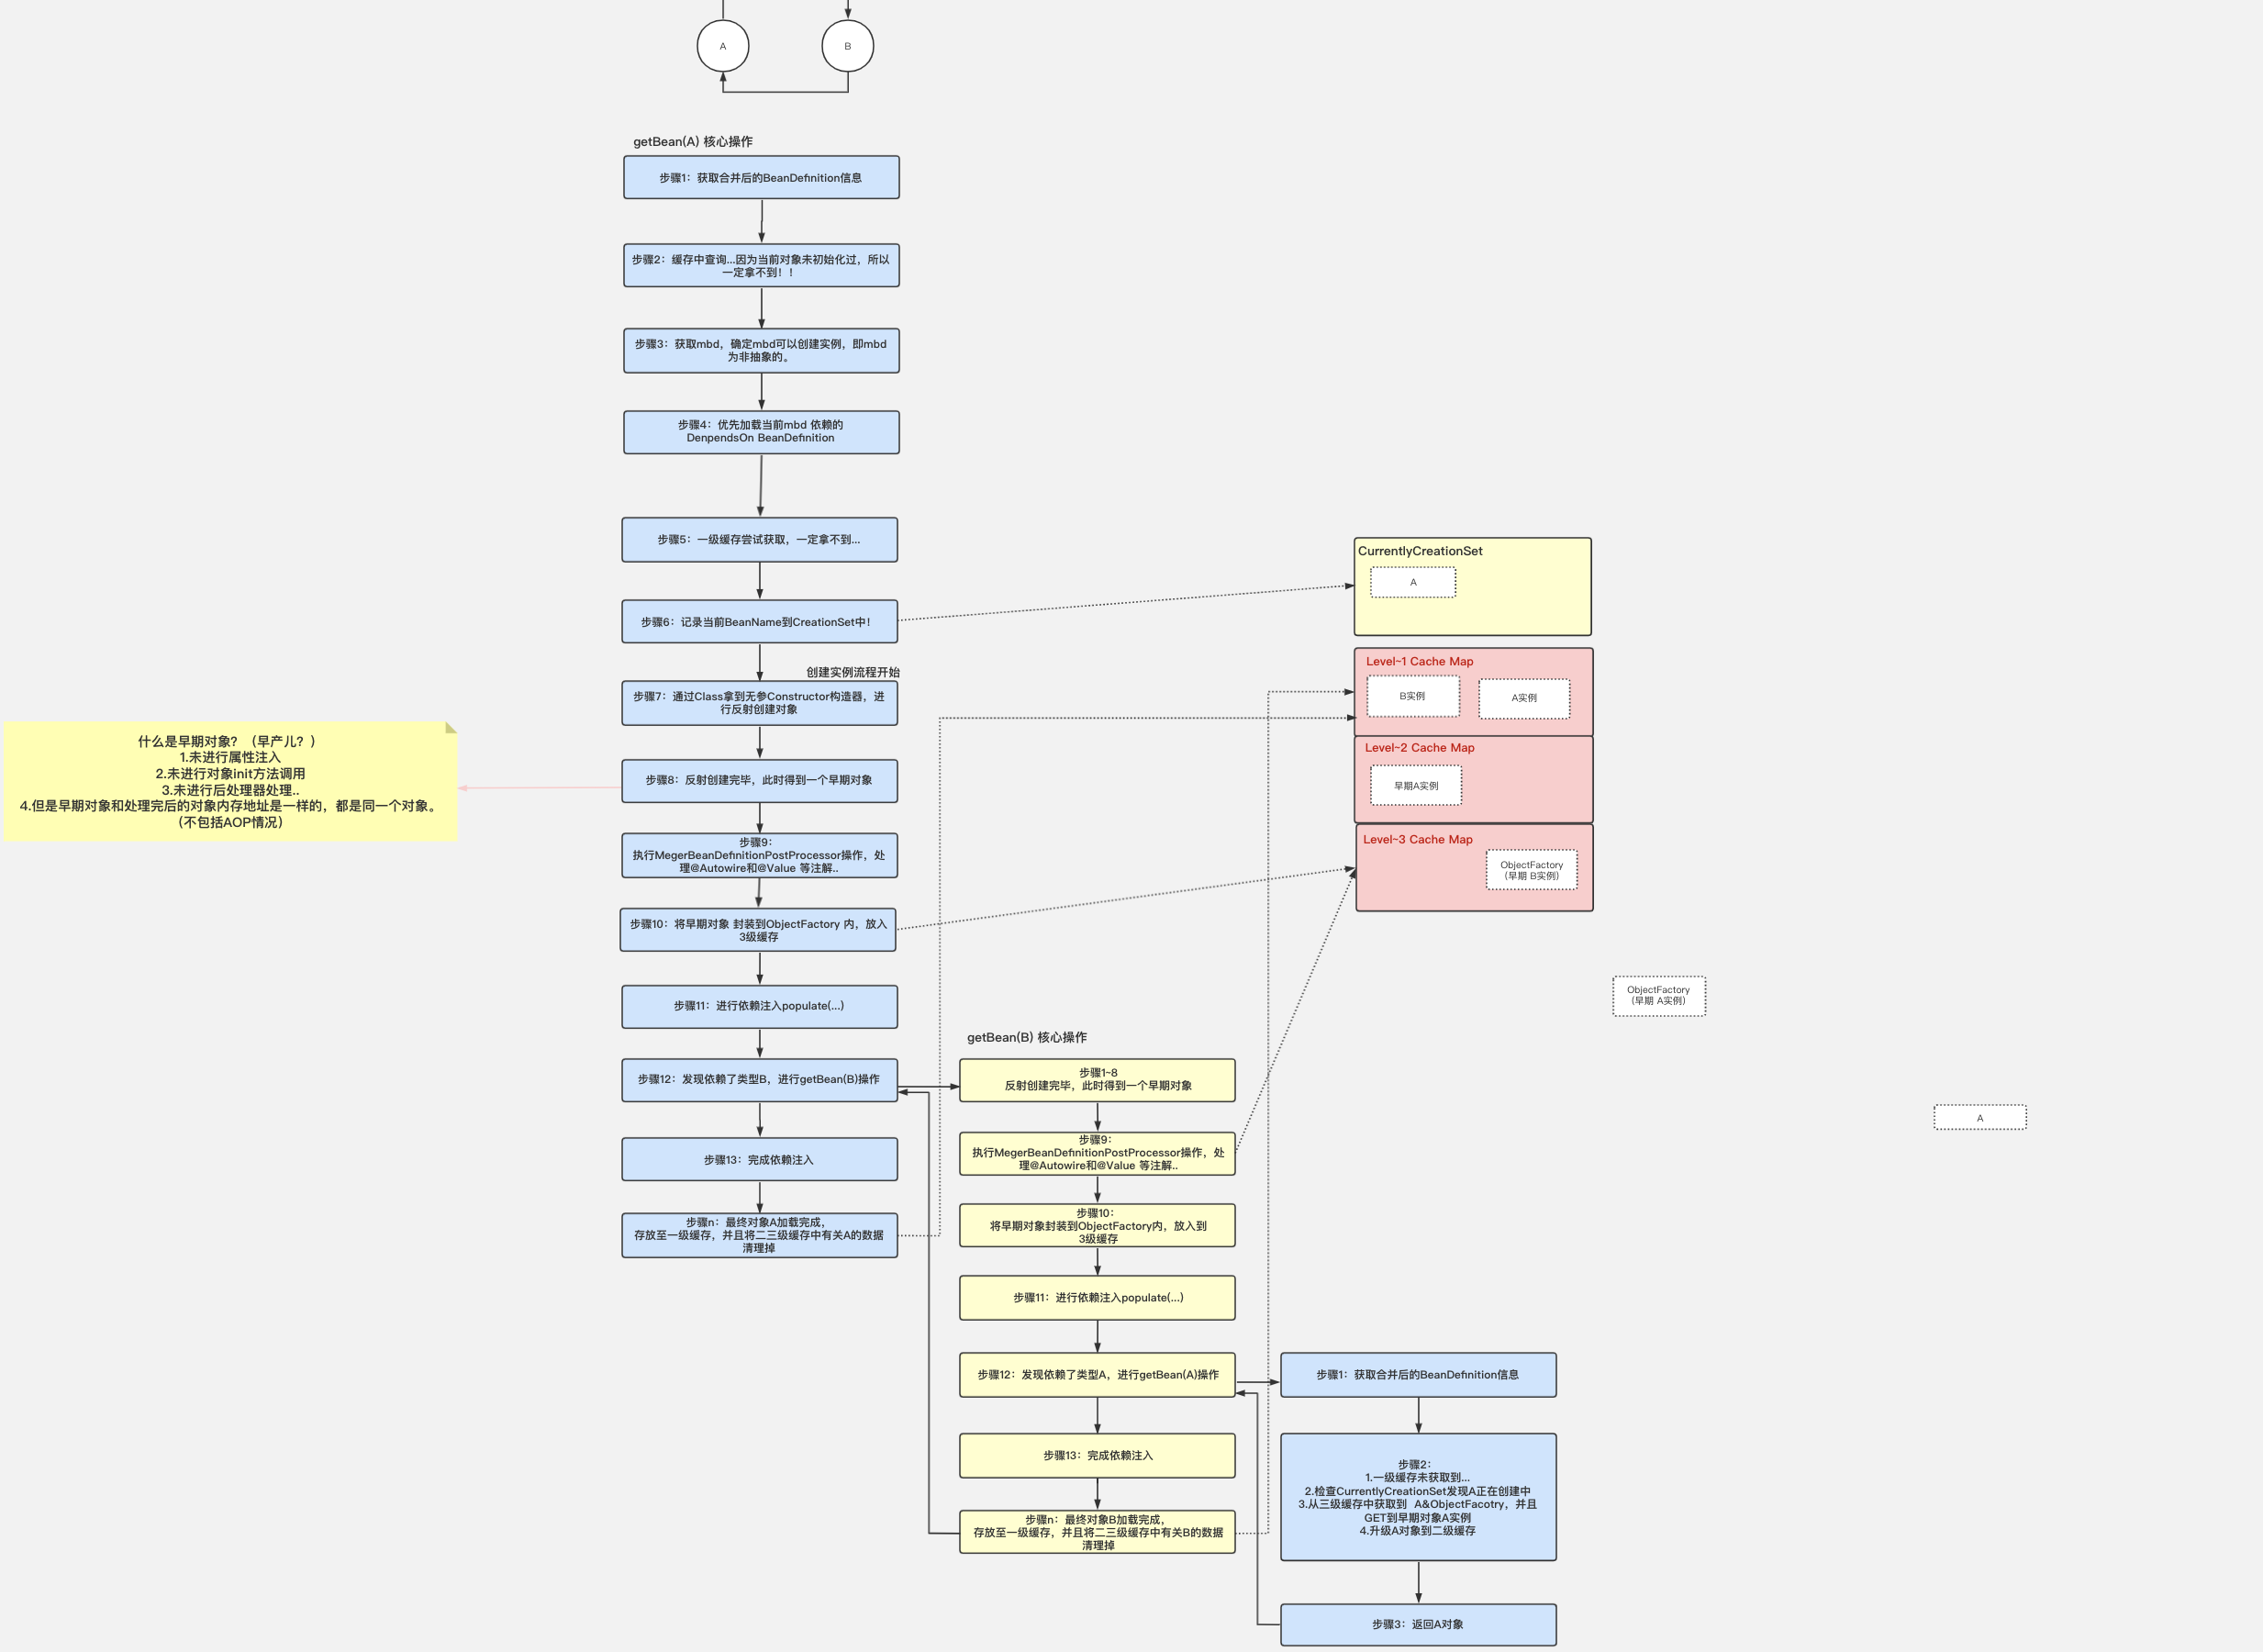 A
B
getBean(A) 核心操作
步骤1：获取合并后的BeanDefinition信息
步骤2：缓存中查询...因为当前对象未初始化过，所以
一定拿不到！！
步骤3：获取mbd，确定mbd可以创建实例，即mbd
为非抽象的。
步骤4：优先加载当前mbd 依赖的
DenpendsOn BeanDefinition
步骤5：一级缓存尝试获取，一定拿不到...
步骤6：记录当前BeanName到CreationSet中！
创建实例流程开始
步骤7：通过Class拿到无参Constructor构造器，进
行反射创建对象
步骤8：反射创建完毕，此时得到一个早期对象
什么是早期对象？（早产儿？）
1.未进行属性注入
2.未进行对象init方法调用
3.未进行后处理器处理..
4.但是早期对象和处理完后的对象内存地址是一样的，都是同一个对象。
（不包括AOP情况）
步骤9：
执行MegerBeanDefinitionPostProcessor操作，处
理@Autowire和@Value 等注解..
步骤10：将早期对象 封装到ObjectFactory 内，放入
3级缓存
步骤11：进行依赖注入populate(...)
步骤12：发现依赖了类型B，进行getBean(B)操作
步骤13：完成依赖注入
步骤n：最终对象A加载完成，
存放至一级缓存，并且将二三级缓存中有关A的数据
清理掉
CurrentlyCreationSet
A
Level~1 Cache Map
B实例
A实例
Level~2 Cache Map
早期A实例
Level~3 Cache Map
ObjectFactory
(早期 B实例)
ObjectFactory
(早期 A实例)
A
getBean(B) 核心操作
步骤1~8
反射创建完毕，此时得到一个早期对象
步骤9：
执行MegerBeanDefinitionPostProcessor操作，处
理@Autowire和@Value 等注解..
步骤10：
将早期对象封装到ObjectFactory内，放入到
3级缓存
步骤11：进行依赖注入populate(...)
步骤12：发现依赖了类型A，进行getBean(A)操作
步骤13：完成依赖注入
步骤n：最终对象B加载完成，
存放至一级缓存，并且将二三级缓存中有关B的数据
清理掉
步骤1：获取合并后的BeanDefinition信息
步骤2：
1.一级缓存未获取到...
2.检查CurrentlyCreationSet发现A正在创建中
3.从三级缓存中获取到 A&ObjectFacotry，并且
GET到早期对象A实例
4.升级A对象到二级缓存
步骤3：返回A对象